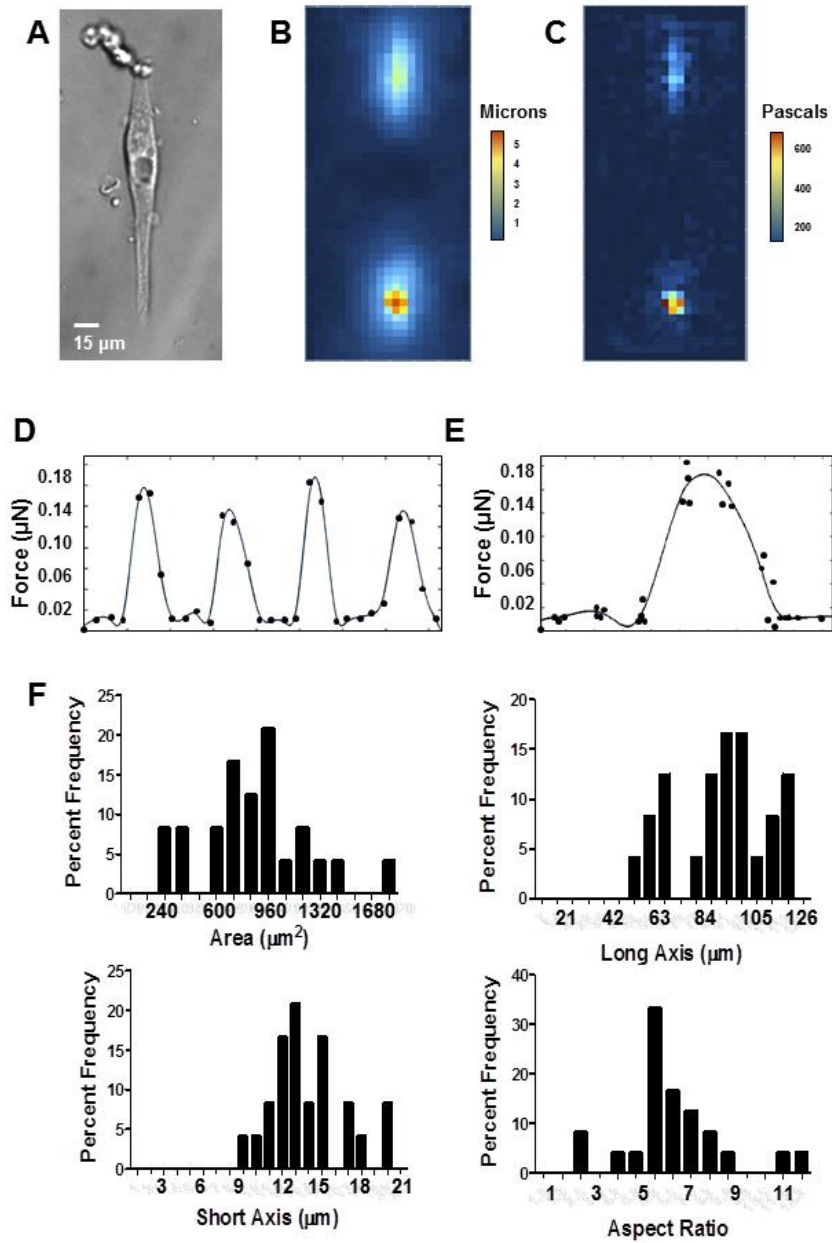 A
15 µm
B
Microns
5
4
3
2
1
C
Pascals
600
400
200
D
Force (µN)
0.18
0.14
0.10
0.06
0.02
E
Force (µN)
0.18
0.14
0.10
0.06
0.02
F
Percent Frequency
25
20
15
10
5
0
240 600 960 1320 1680
Area (µm²)
Percent Frequency
20
15
10
5
0
21 42 63 84 105 126
Long Axis (µm)
Percent Frequency
25
20
15
10
5
0
3 6 9 12 15 18 21
Short Axis (µm)
Percent Frequency
40
30
20
10
0
1 3 5 7 9 11
Aspect Ratio